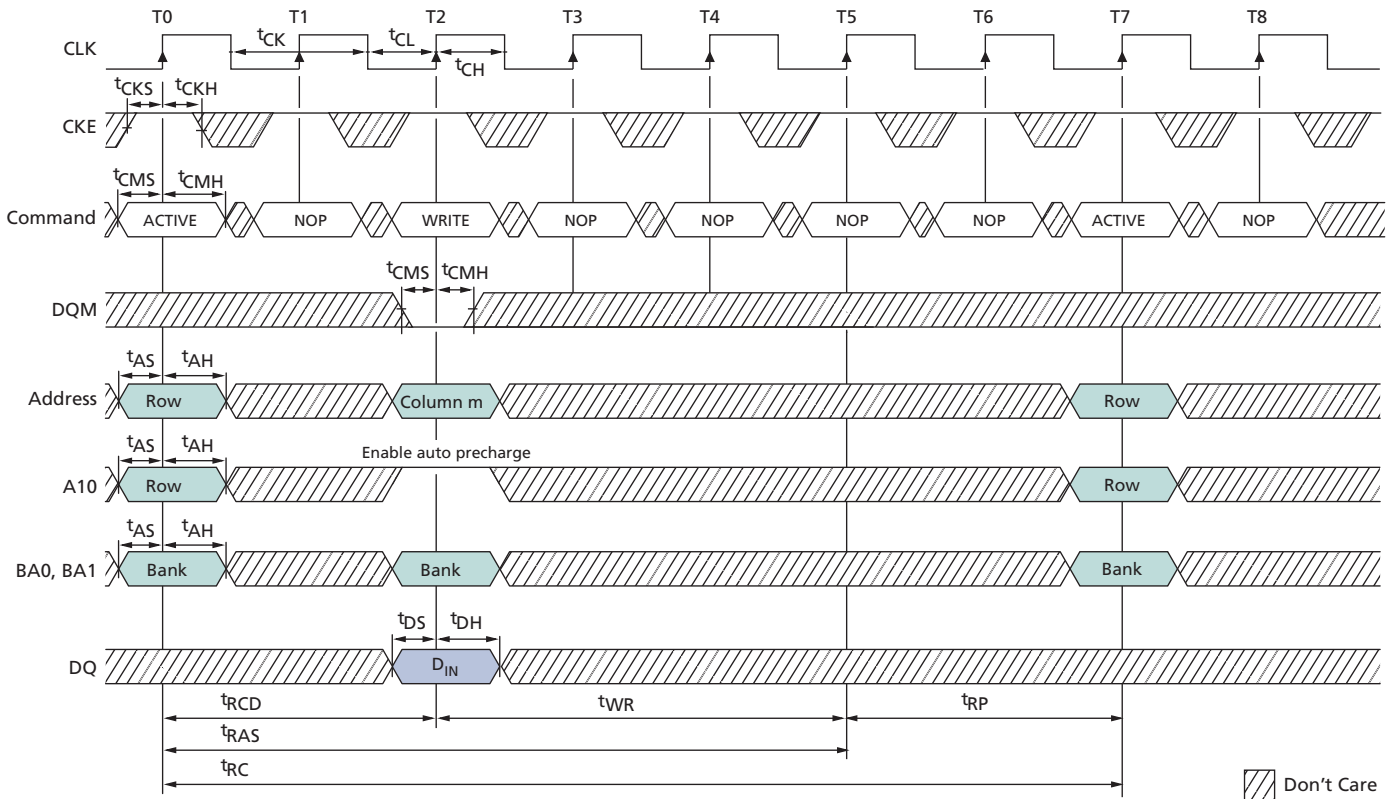 T0 T1 T2 T3 T4 T5 T6 T7 T8
CLK
tCK tCL
tCH
tCKS tCKH
CKE
tCMS tCMH
Command ACTIVE NOP WRITE NOP NOP NOP NOP ACTIVE NOP
tCMS tCMH
DQM
tAS tAH
Address Row Column m Row
tAS tAH
Enable auto precharge
A10 Row Row
tAS tAH
BA0, BA1 Bank Bank Bank
tDS tDH
DQ DIN
tRCD tWR tRP
tRAS
tRC
Don't Care